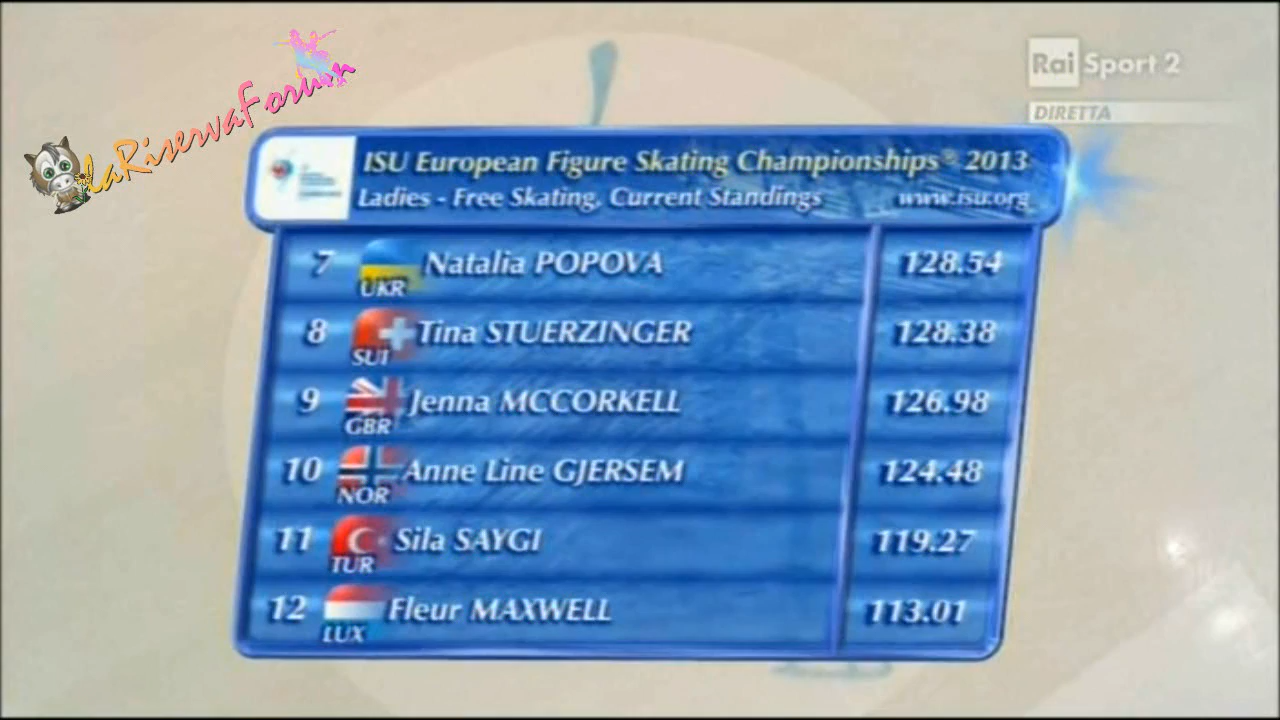 laRiservaForum
Rai Sport 2
DIRETTA
ISU European Figure Skating Championships® 2013
Ladies - Free Skating, Current Standings www.isu.org
7 UKR Natalia POPOVA 128.54
8 SUI Tina STUERZINGER 128.38
9 GBR Jenna MCCORKELL 126.98
10 NOR Anne Line GJERSEM 124.48
11 TUR Sila SAYGI 119.27
12 LUX Fleur MAXWELL 113.01